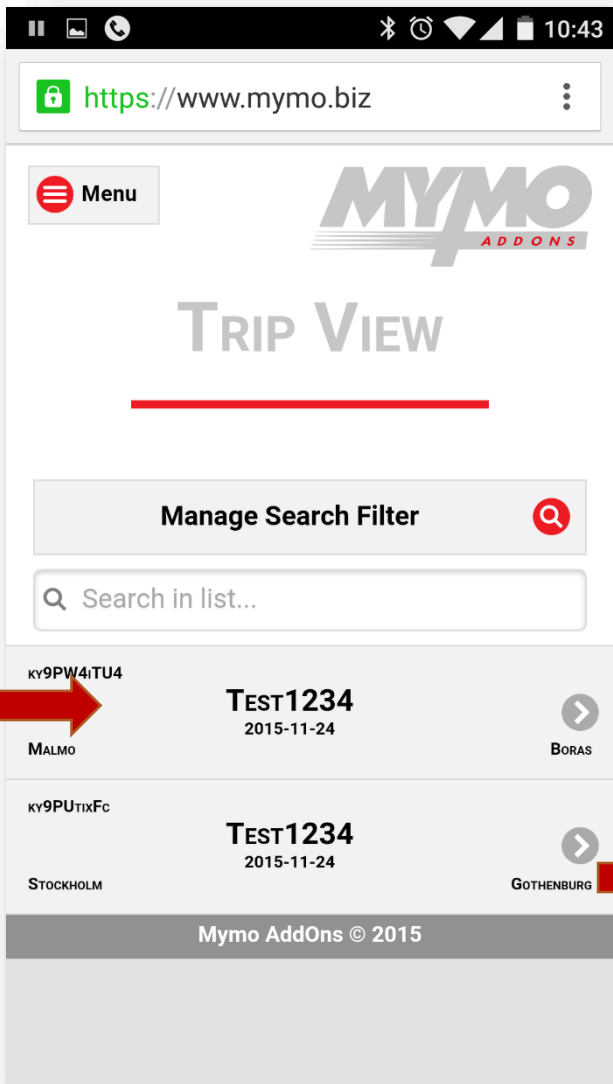 10:43
https://www.mymo.biz
Menu
MYMO
ADDONS
Trip View
Manage Search Filter
Search in list...
ky9PW4iTU4
Test1234
2015-11-24
Malmo
Boras
ky9PUtixFc
Test1234
2015-11-24
Stockholm
Gothenburg
Mymo AddOns © 2015